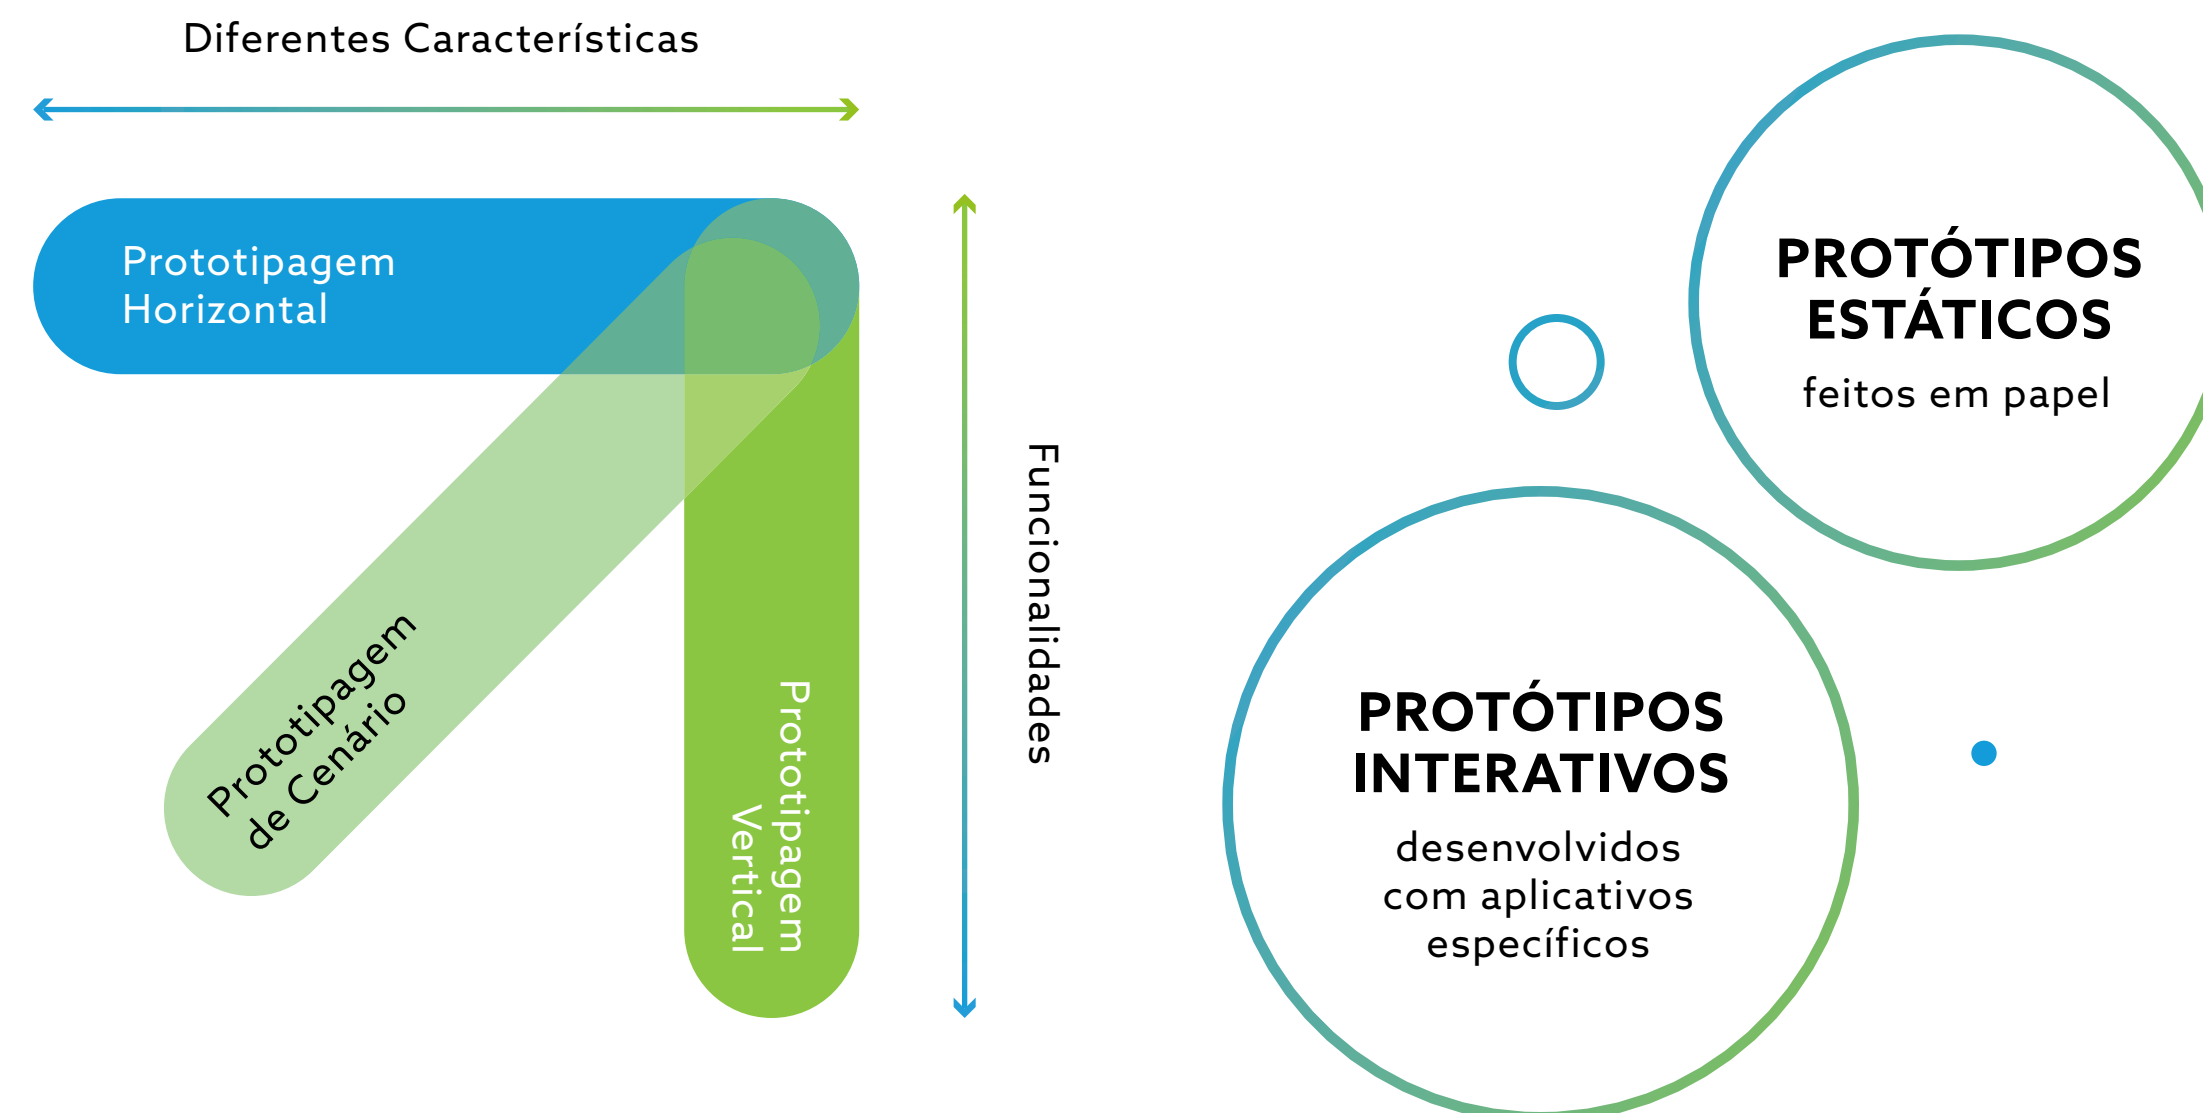 Diferentes Características
Prototipagem
Horizontal
Prototipagem
de Cenário
Prototipagem
Vertical
Funcionalidades
PROTÓTIPOS
ESTÁTICOS
feitos em papel
PROTÓTIPOS
INTERATIVOS
desenvolvidos
com aplicativos
específicos